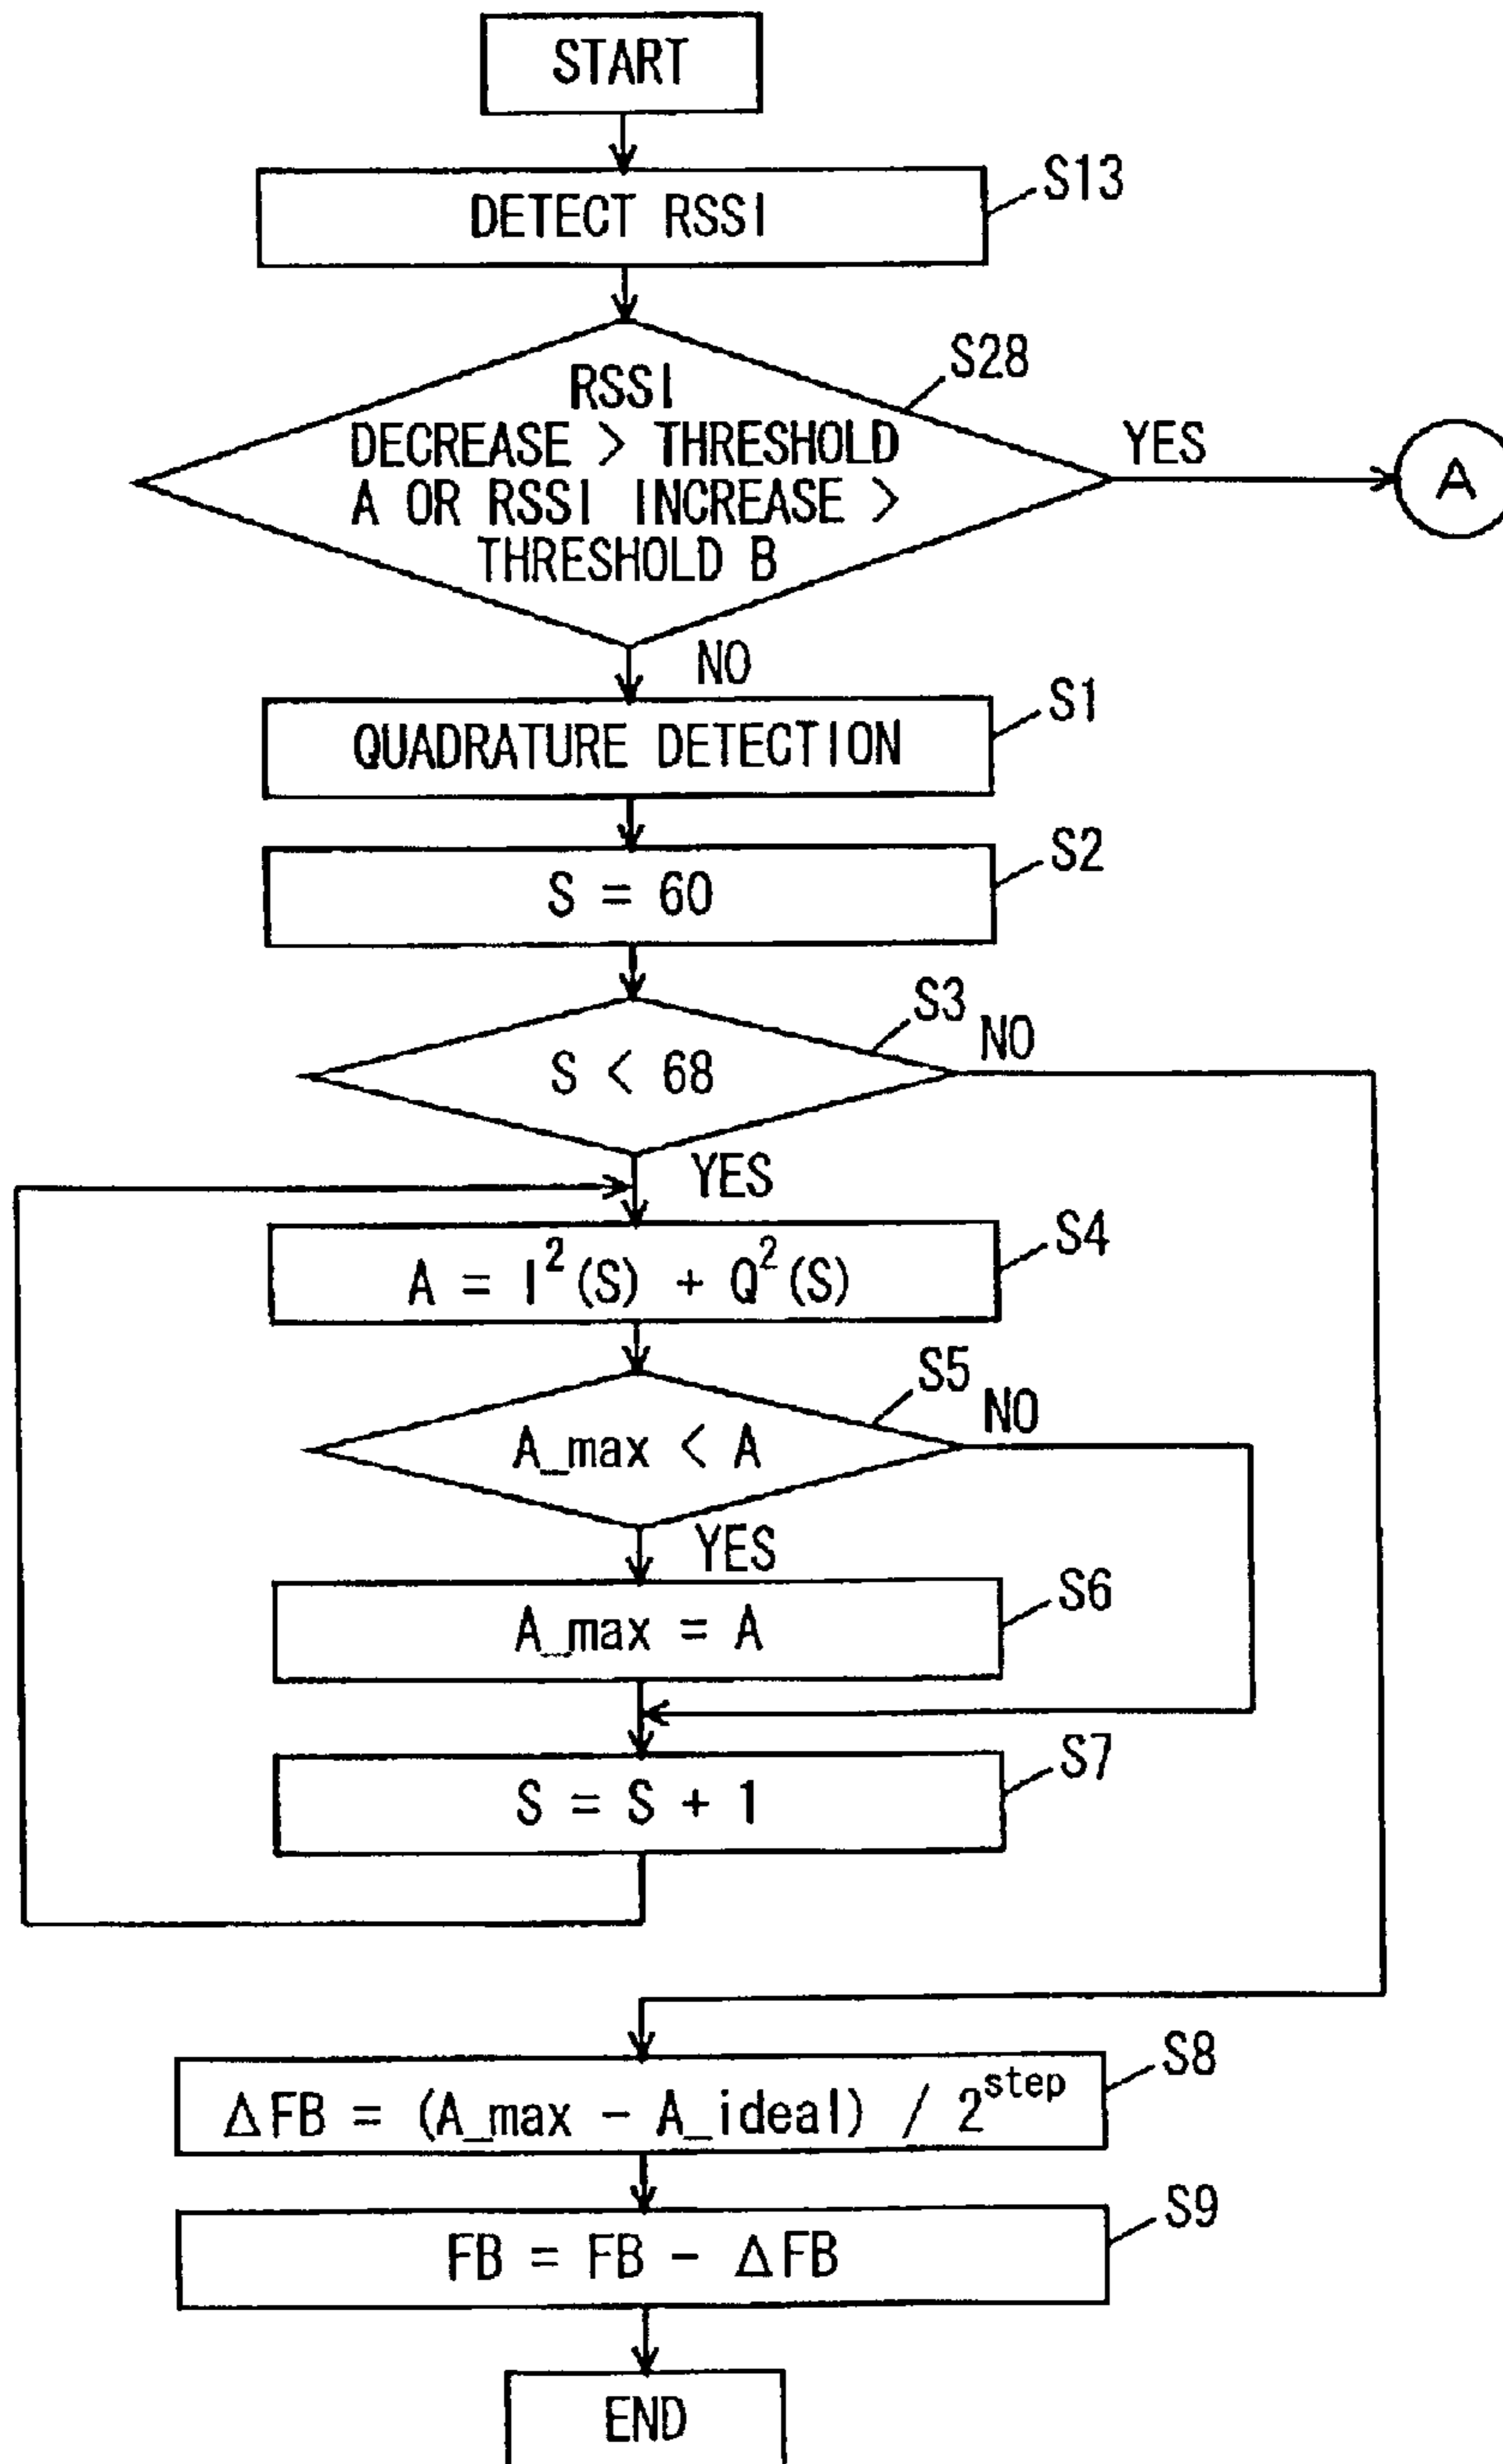 START
DETECT RSSI
S13
RSSI
DECREASE > THRESHOLD
A OR RSSI INCREASE >
THRESHOLD B
S28
YES
A
NO
QUADRATURE DETECTION
S1
S = 60
S2
S < 68
S3
NO
YES
A = I²(S) + Q²(S)
S4
A_max < A
S5
NO
YES
A_max = A
S6
S = S + 1
S7
ΔFB = (A_max - A_ideal) / 2^step
S8
FB = FB - ΔFB
S9
END